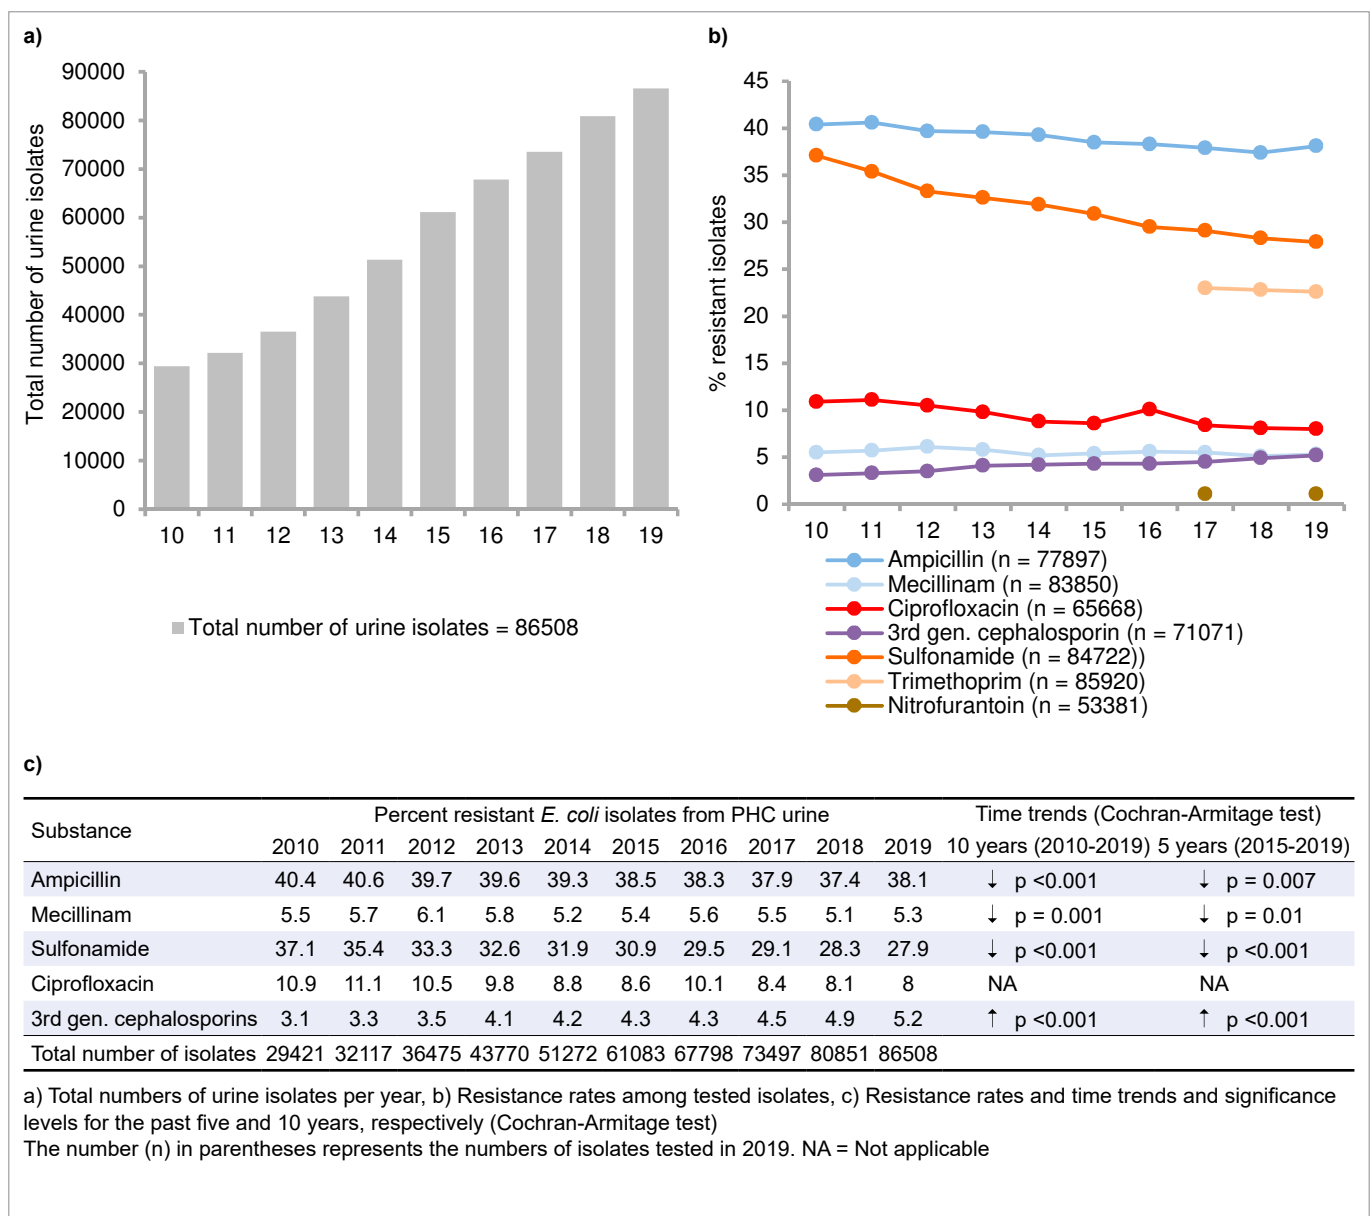 a)
Total number of urine isolates
90000
80000
70000
60000
50000
40000
30000
20000
10000
0
10 11 12 13 14 15 16 17 18 19
Total number of urine isolates = 86508
b)
% resistant isolates
45
40
35
30
25
20
15
10
5
0
10 11 12 13 14 15 16 17 18 19
Ampicillin (n = 77897)
Mecillinam (n = 83850)
Ciprofloxacin (n = 65668)
3rd gen. cephalosporin (n = 71071)
Sulfonamide (n = 84722))
Trimethoprim (n = 85920)
Nitrofurantoin (n = 53381)
c)
Substance Percent resistant E. coli isolates from PHC urine Time trends (Cochran-Armitage test)
2010 2011 2012 2013 2014 2015 2016 2017 2018 2019 10 years (2010-2019) 5 years (2015-2019)
Ampicillin 40.4 40.6 39.7 39.6 39.3 38.5 38.3 37.9 37.4 38.1 ↓ p <0.001 ↓ p = 0.007
Mecillinam 5.5 5.7 6.1 5.8 5.2 5.4 5.6 5.5 5.1 5.3 ↓ p = 0.001 ↓ p = 0.01
Sulfonamide 37.1 35.4 33.3 32.6 31.9 30.9 29.5 29.1 28.3 27.9 ↓ p <0.001 ↓ p <0.001
Ciprofloxacin 10.9 11.1 10.5 9.8 8.8 8.6 10.1 8.4 8.1 8 NA NA
3rd gen. cephalosporins 3.1 3.3 3.5 4.1 4.2 4.3 4.3 4.5 4.9 5.2 ↑ p <0.001 ↑ p <0.001
Total number of isolates 29421 32117 36475 43770 51272 61083 67798 73497 80851 86508
a) Total numbers of urine isolates per year, b) Resistance rates among tested isolates, c) Resistance rates and time trends and significance
levels for the past five and 10 years, respectively (Cochran-Armitage test)
The number (n) in parentheses represents the numbers of isolates tested in 2019. NA = Not applicable